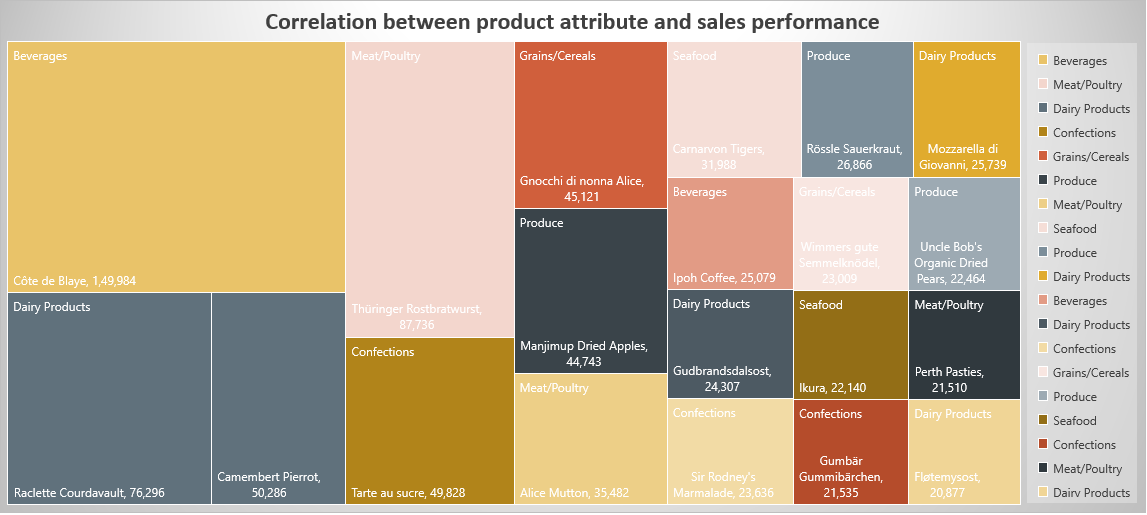 Correlation between product attribute and sales performance
Beverages
Côte de Blaye, 1,49,984
Dairy Products
Raclette Courdavault, 76,296
Camembert Pierrot,
50,286
Meat/Poultry
Thüringer Rostbratwurst,
87,736
Confections
Tarte au sucre, 49,828
Grains/Cereals
Gnocchi di nonna Alice,
45,121
Produce
Manjimup Dried Apples,
44,743
Meat/Poultry
Alice Mutton, 35,482
Seafood
Carnarvon Tigers,
31,988
Produce
Rössle Sauerkraut,
26,866
Dairy Products
Mozzarella di
Giovanni, 25,739
Beverages
Ipoh Coffee, 25,079
Grains/Cereals
Wimmers gute
Semmelknödel,
23,009
Produce
Uncle Bob's
Organic Dried
Pears, 22,464
Dairy Products
Gudbrandsdalsost,
24,307
Seafood
Ikura, 22,140
Meat/Poultry
Perth Pasties,
21,510
Confections
Sir Rodney's
Marmalade, 23,636
Confections
Gumbär
Gummibärchen,
21,535
Dairy Products
Fløtemysost,
20,877
Beverages
Meat/Poultry
Dairy Products
Confections
Grains/Cereals
Produce
Meat/Poultry
Seafood
Produce
Dairy Products
Beverages
Dairy Products
Confections
Grains/Cereals
Produce
Seafood
Confections
Meat/Poultry
Dairy Products